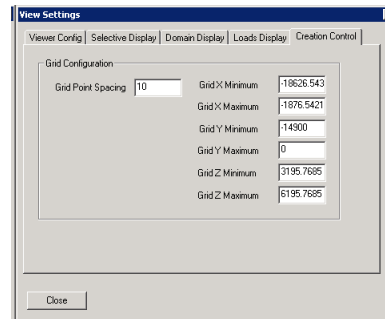 View Settings
Viewer Config Selective Display Domain Display Loads Display Creation Control
Grid Configuration
Grid Point Spacing 10
Grid X Minimum -18626.543
Grid X Maximum -1876.5421
Grid Y Minimum -14900
Grid Y Maximum 0
Grid Z Minimum 3195.7685
Grid Z Maximum 6195.7685
Close